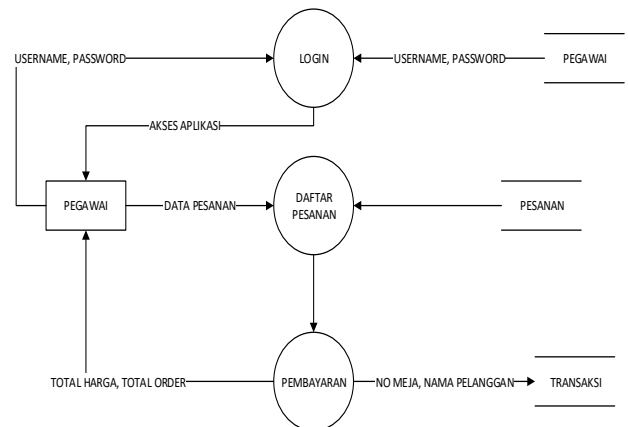 USERNAME, PASSWORD
LOGIN
USERNAME, PASSWORD
PEGAWAI
AKSES APLIKASI
PEGAWAI
DATA PESANAN
DAFTAR
PESANAN
PESANAN
TOTAL HARGA, TOTAL ORDER
PEMBAYARAN
NO MEJA, NAMA PELANGGAN
TRANSAKSI